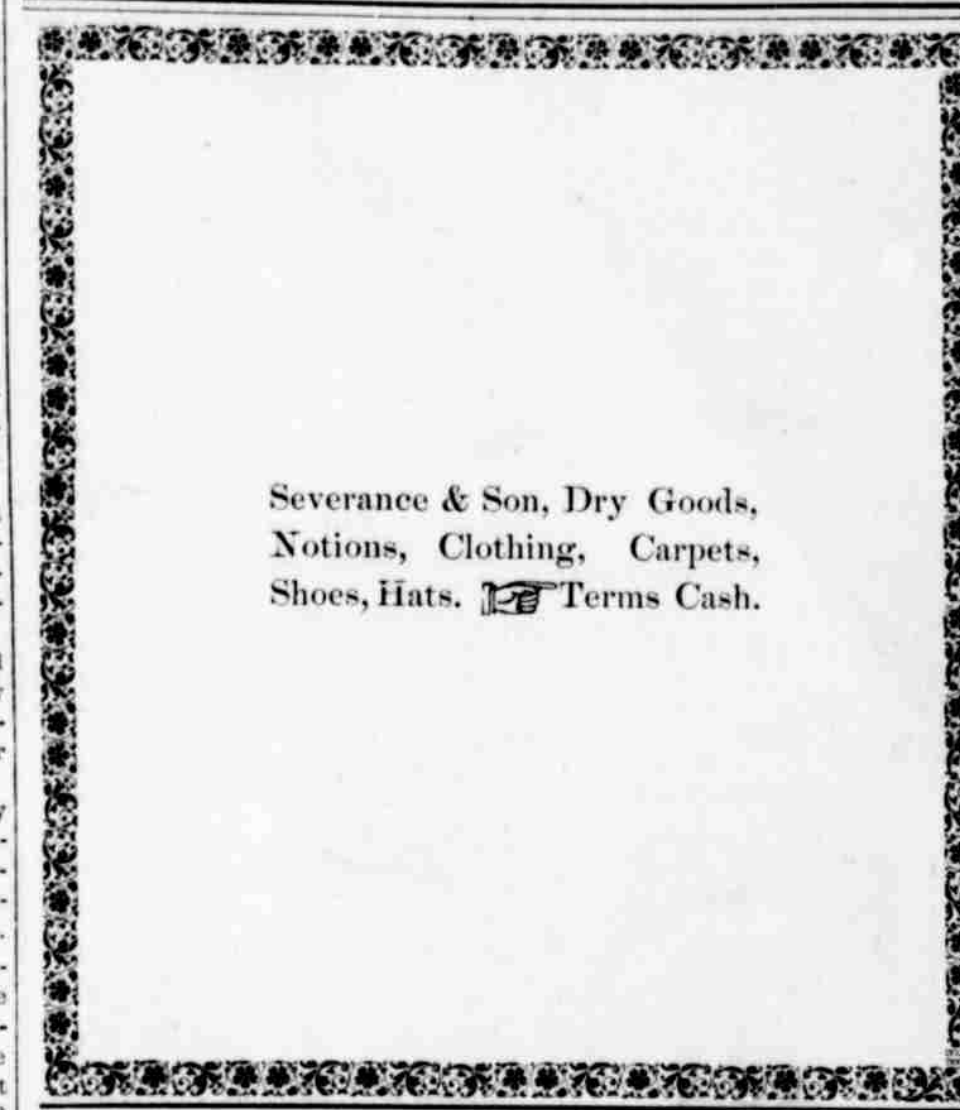 Severance & Son, Dry Goods,
Notions, Clothing, Carpets,
Shoes, Hats. ☞ Terms Cash.